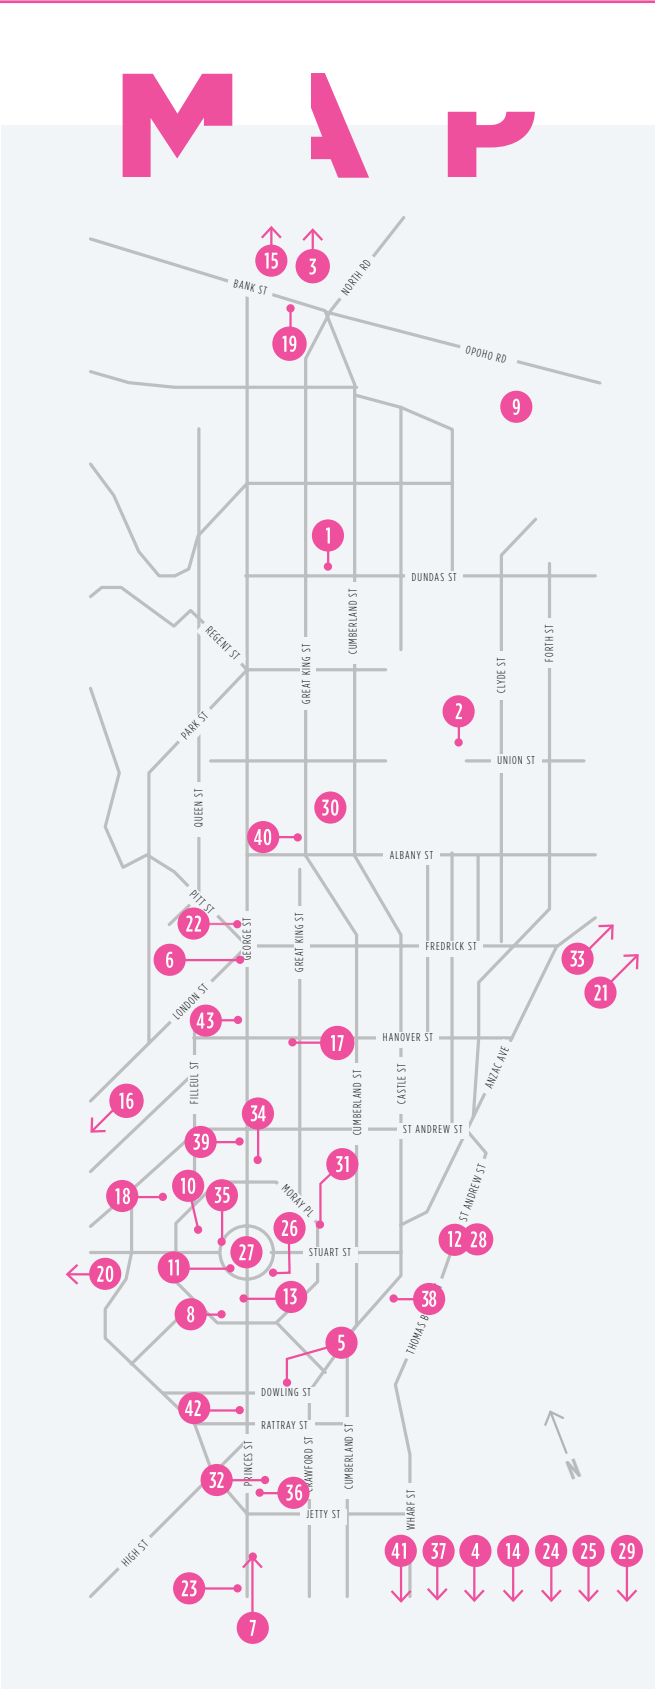 MAP
15
3
NORTH RD
BANK ST
19
OPOHO RD
9
1
DUNDAS ST
CUMBERLAND ST
FORTH ST
REGENT ST
GREAT KING ST
CLYDE ST
2
PARK ST
UNION ST
QUEEN ST
30
40
ALBANY ST
PITT ST
22
GEORGE ST
GREAT KING ST
FREDRICK ST
6
33
21
LONDON ST
43
17
HANOVER ST
ANZAC AVE
FILLEUL ST
CUMBERLAND ST
CASTLE ST
16
34
ST ANDREW ST
39
31
18
10
35
MORAY PL
ST ANDREW ST
26
12
28
27
STUART ST
11
20
13
38
8
THOMAS B
5
DOWLING ST
42
RATTRAY ST
PRINCES ST
CRAWFORD ST
CUMBERLAND ST
32
36
N
WHARF ST
JETTY ST
HIGH ST
41
37
4
14
24
25
29
23
7